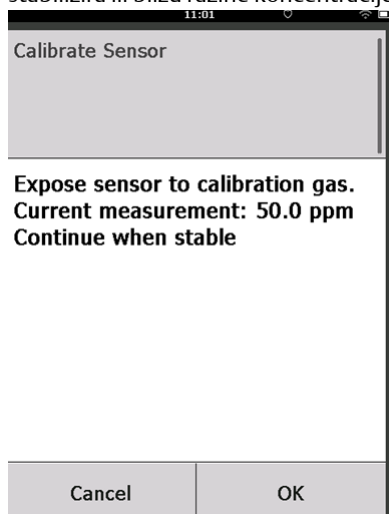 11:01
Calibrate Sensor
Expose sensor to calibration gas.
Current measurement: 50.0 ppm
Continue when stable
Cancel
OK